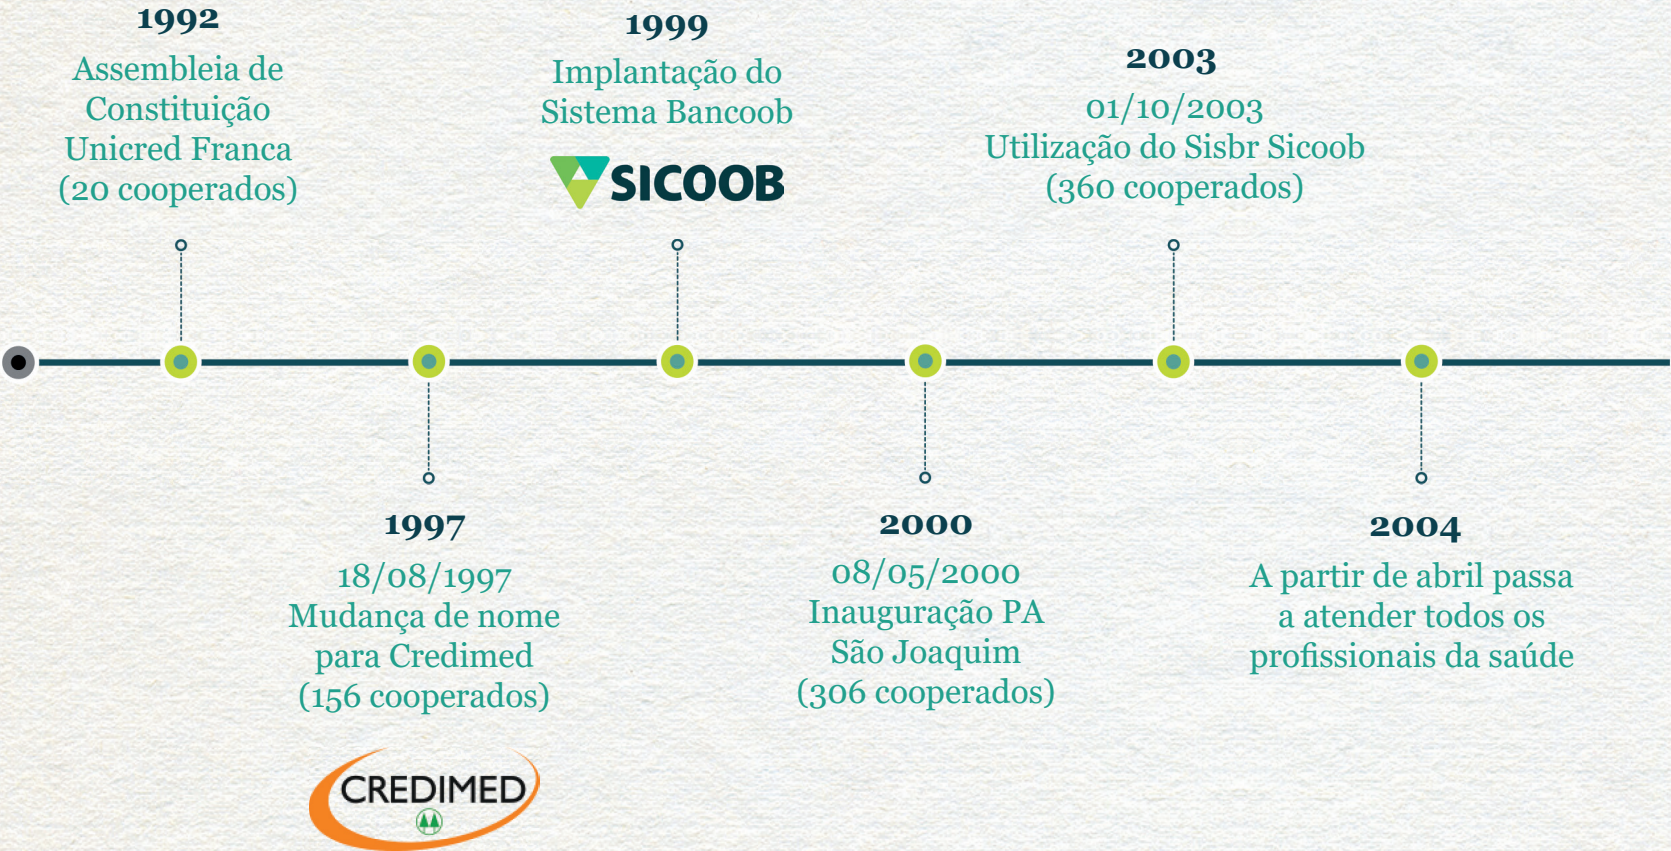 1992
Assembleia de
Constituição
Unicred Franca
(20 cooperados)
1997
18/08/1997
Mudança de nome
para Credimed
(156 cooperados)
CREDIMED
1999
Implantação do
Sistema Bancoob
SICOOB
2000
08/05/2000
Inauguração PA
São Joaquim
(306 cooperados)
2003
01/10/2003
Utilização do Sisbr Sicoob
(360 cooperados)
2004
A partir de abril passa
a atender todos os
profissionais da saúde